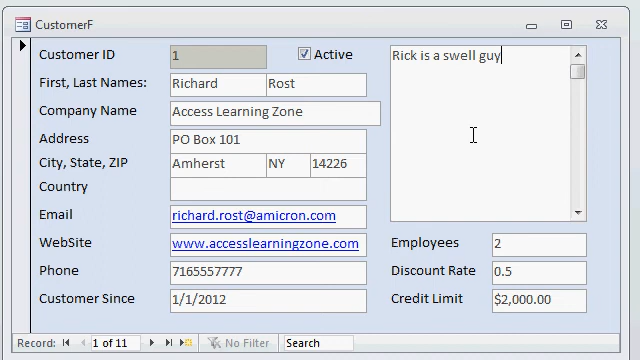 CustomerF
Customer ID 1 Active
First, Last Names: Richard Rost
Company Name Access Learning Zone
Address PO Box 101
City, State, ZIP Amherst NY 14226
Country
Email richard.rost@amicron.com
WebSite www.accesslearningzone.com
Phone 7165557777
Customer Since 1/1/2012
Rick is a swell guy
Employees 2
Discount Rate 0.5
Credit Limit $2,000.00
Record: 1 of 11 No Filter Search